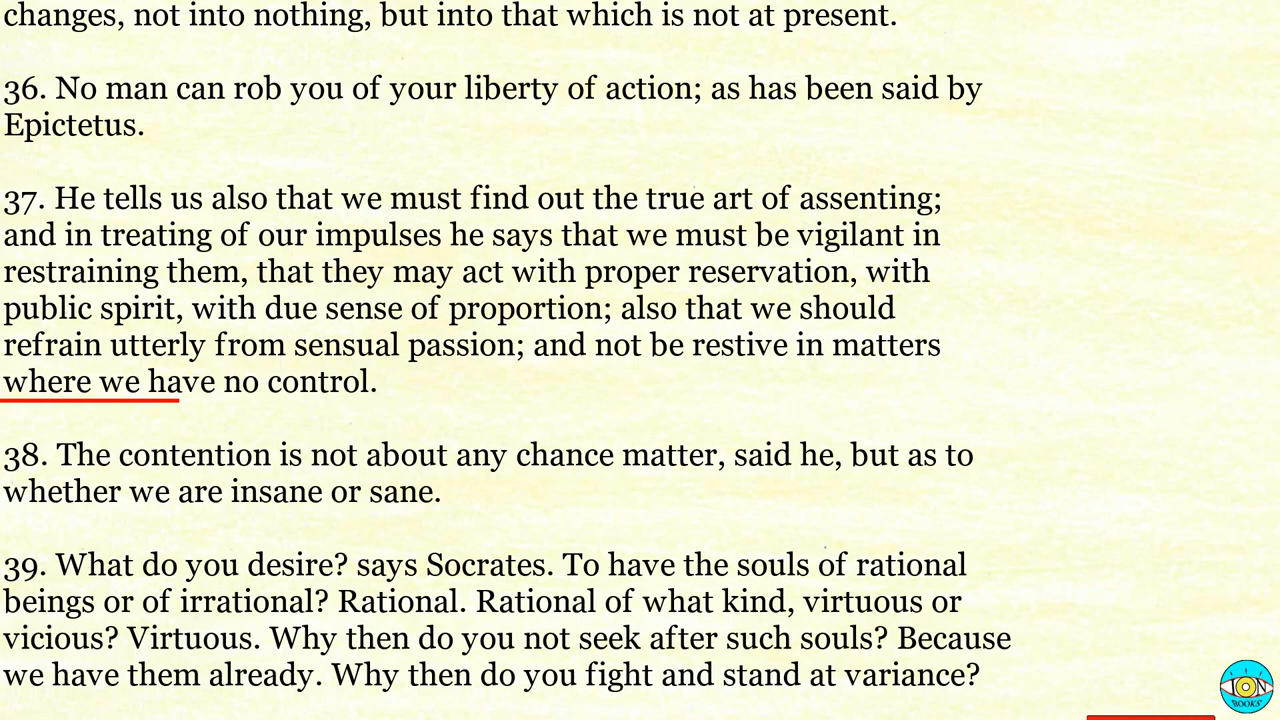 changes, not into nothing, but into that which is not at present.
36. No man can rob you of your liberty of action; as has been said by
Epictetus.
37. He tells us also that we must find out the true art of assenting;
and in treating of our impulses he says that we must be vigilant in
restraining them, that they may act with proper reservation, with
public spirit, with due sense of proportion; also that we should
refrain utterly from sensual passion; and not be restive in matters
where we have no control.
38. The contention is not about any chance matter, said he, but as to
whether we are insane or sane.
39. What do you desire? says Socrates. To have the souls of rational
beings or of irrational? Rational. Rational of what kind, virtuous or
vicious? Virtuous. Why then do you not seek after such souls? Because
we have them already. Why then do you fight and stand at variance?
ION
BOOKS